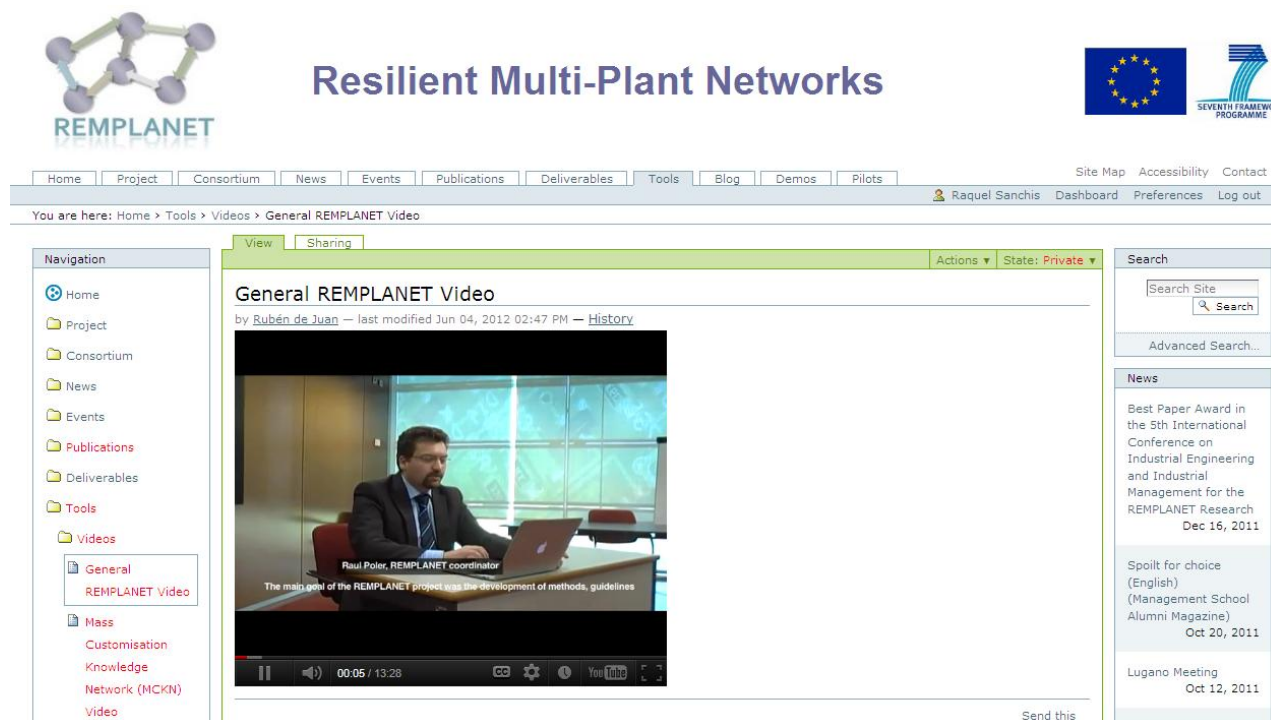 REMPLANET
Resilient Multi-Plant Networks
SEVENTH FRAMEWO
PROGRAMME
Site Map Accessibility Contact
Home Project Consortium News Events Publications Deliverables Tools Blog Demos Pilots
Raquel Sanchis Dashboard Preferences Log out
You are here: Home › Tools › Videos › General REMPLANET Video
Navigation
Home
Project
Consortium
News
Events
Publications
Deliverables
Tools
Videos
General
REMPLANET Video
Mass
Customisation
Knowledge
Network (MCKN)
Video
View Sharing
Actions ▼ State: Private ▼
General REMPLANET Video
by Rubén de Juan — last modified Jun 04, 2012 02:47 PM — History
Raul Poler, REMPLANET coordinator
The main goal of the REMPLANET project was the development of methods, guidelines
00:05 / 13:28 CC YouTube
Send this
Search
Search Site
Search
Advanced Search...
News
Best Paper Award in
the 5th International
Conference on
Industrial Engineering
and Industrial
Management for the
REMPLANET Research
Dec 16, 2011
Spoilt for choice
(English)
(Management School
Alumni Magazine)
Oct 20, 2011
Lugano Meeting
Oct 12, 2011